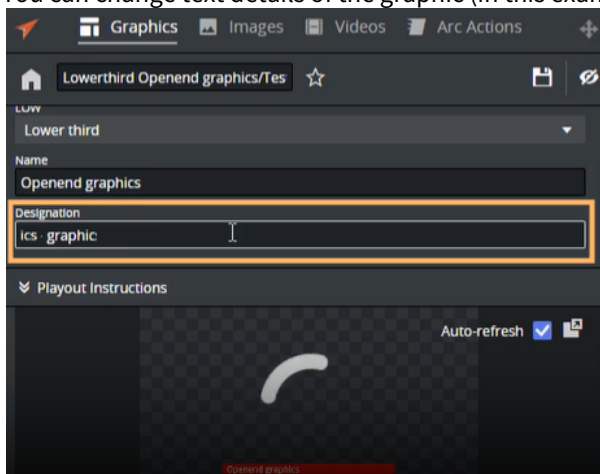 Graphics Images Videos Arc Actions
Lowerthird Openend graphics/Tes
Lower third
Name
Openend graphics
Designation
ics - graphic
Playout Instructions
Auto-refresh
Openend graphics